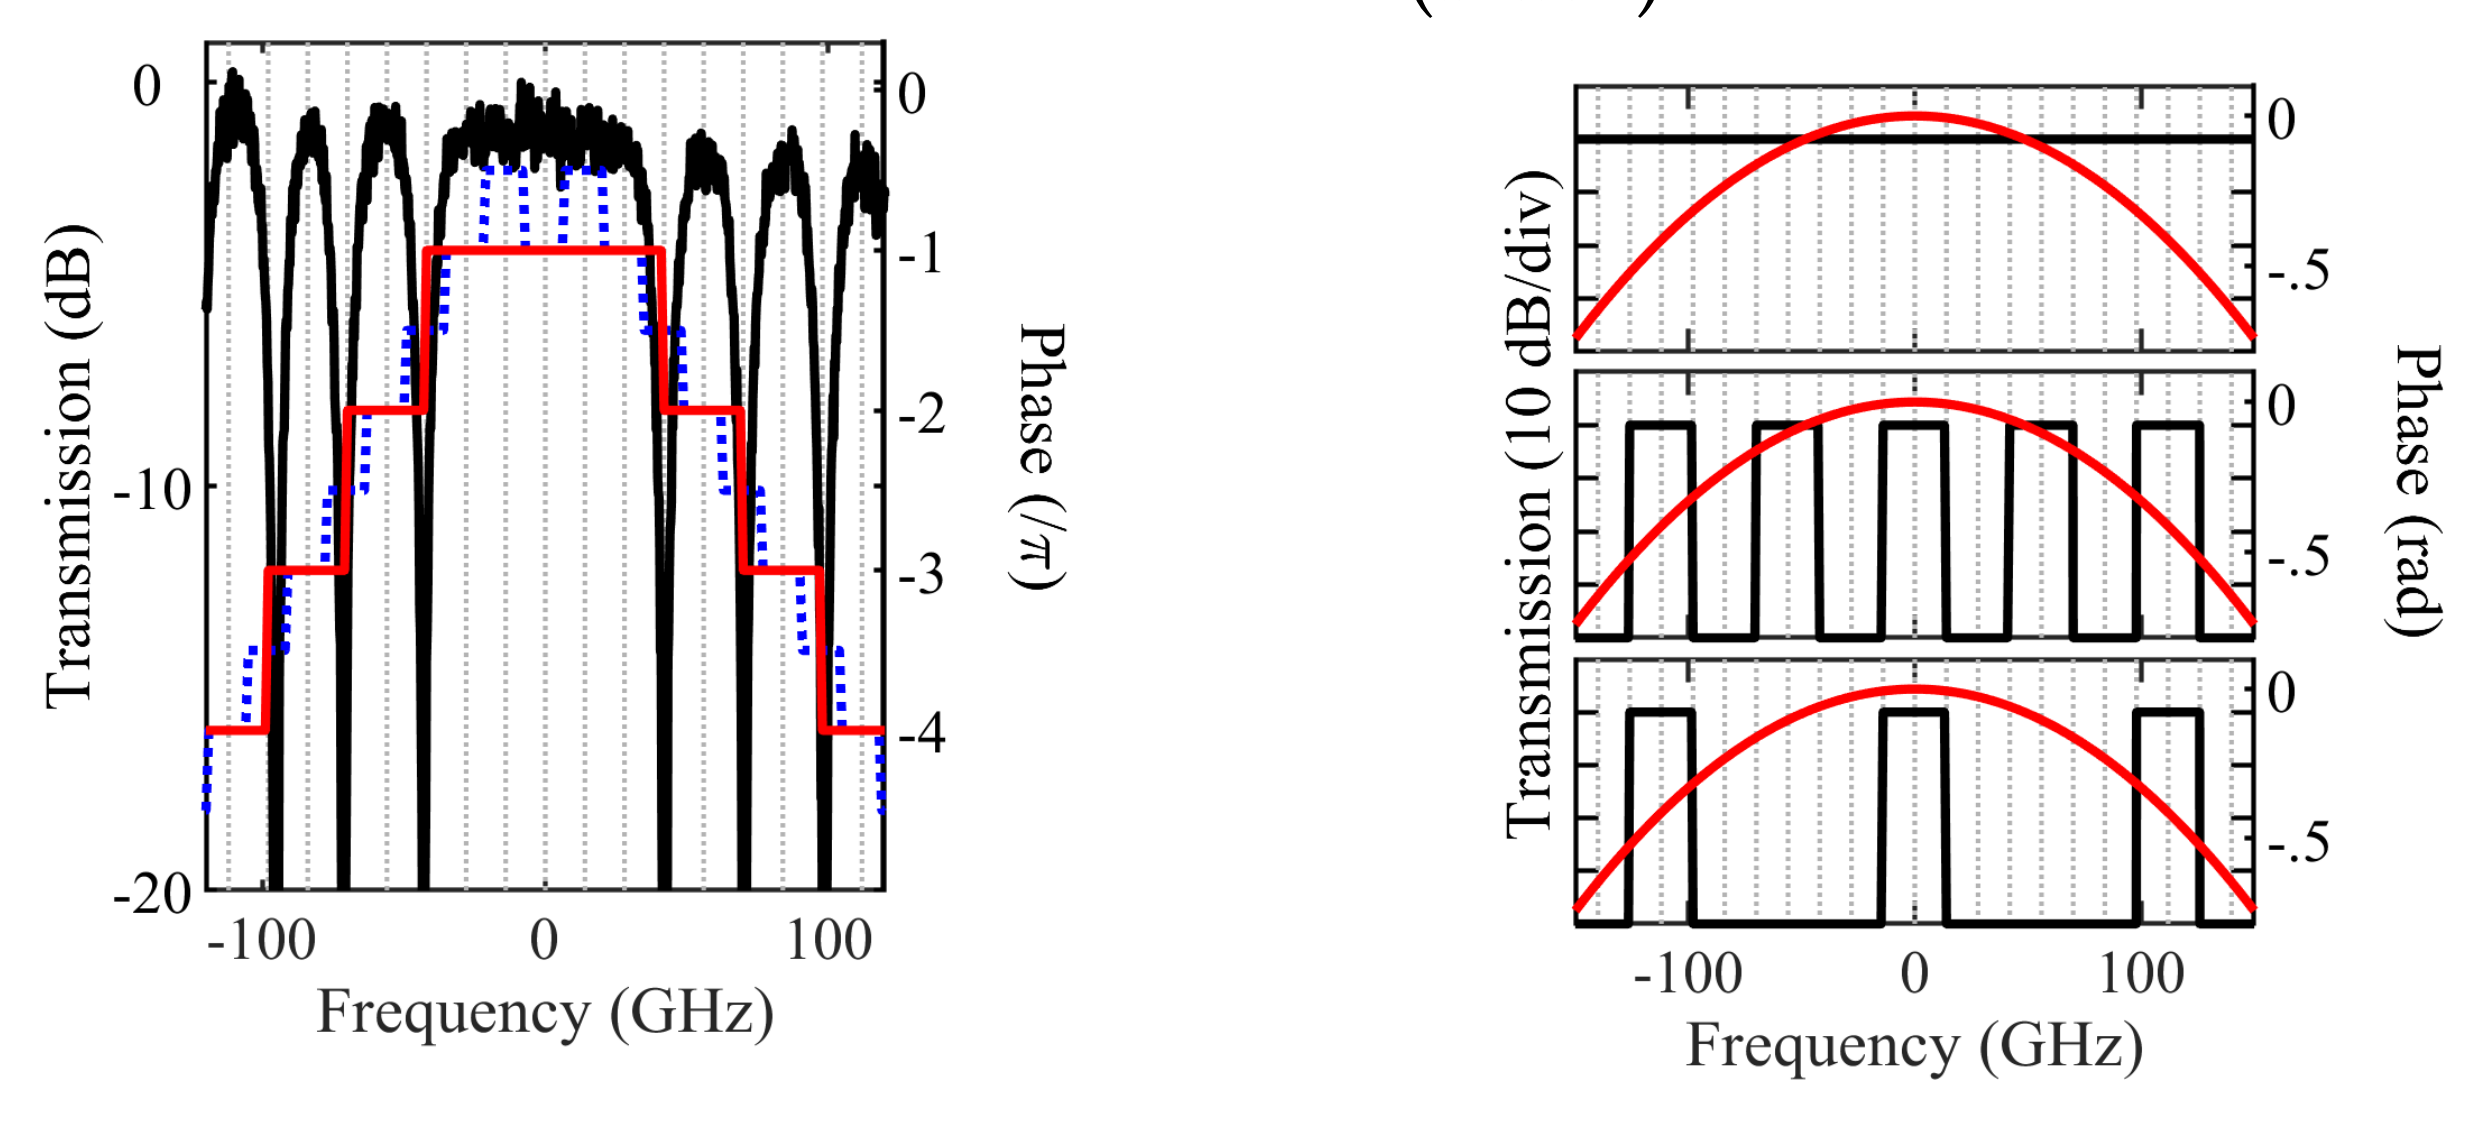 0
-10
-20
Transmission (dB)
-100 0 100
Frequency (GHz)
0
-1
-2
-3
-4
Phase (/π)
( )
Transmission (10 dB/div)
0
-.5
0
-.5
0
-.5
Phase (rad)
-100 0 100
Frequency (GHz)